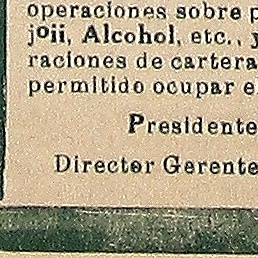 operaciones sobre
joii, Alcohol, etc.,
raciones de cartera
permitido ocupar
Presidente
Director Gerente